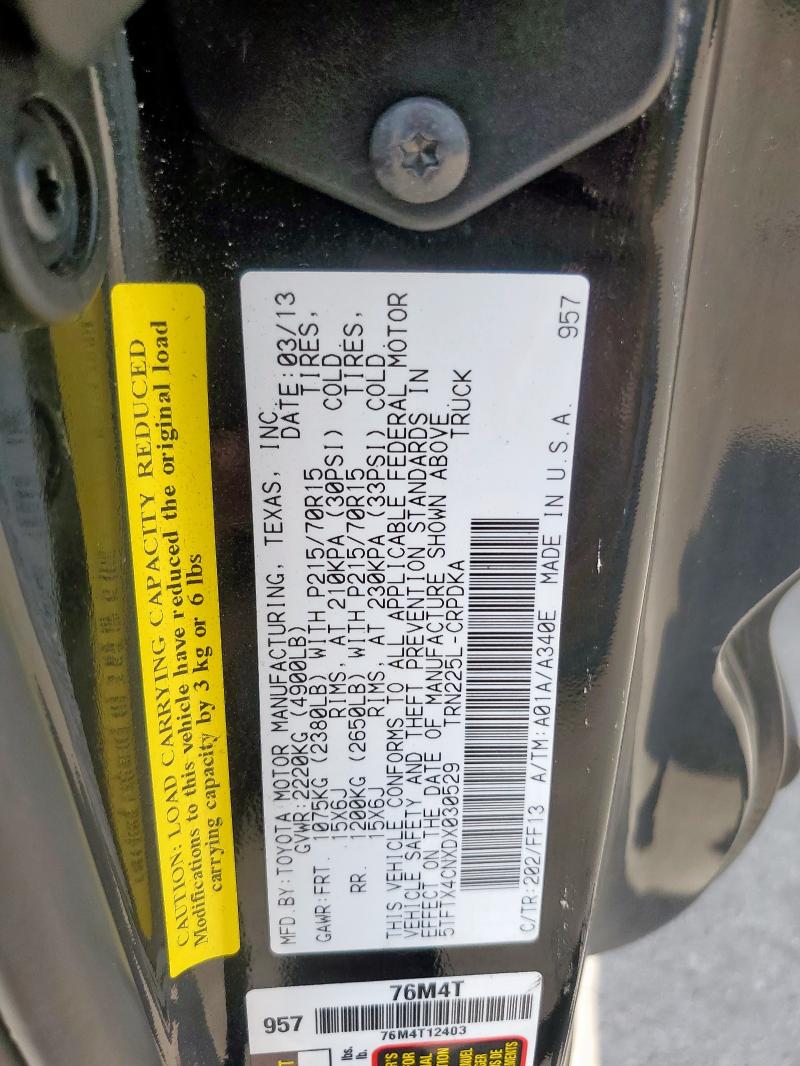 CAUTION: LOAD CARRYING CAPACITY REDUCED
Modifications to this vehicle have reduced the original load
carrying capacity by 3 kg or 6 lbs
MFD.BY:TOYOTA MOTOR MANUFACTURING, TEXAS, INC.
GVWR:2220KG (4900LB) DATE:03/13
GAWR:FRT. 1075KG (2380LB) WITH P215/70R15 TIRES,
15X6J RIMS, AT 210KPA (30PSI) COLD
RR. 1200KG (2650LB) WITH P215/70R15 TIRES,
15X6J RIMS, AT 230KPA (33PSI) COLD
THIS VEHICLE CONFORMS TO ALL APPLICABLE FEDERAL MOTOR
VEHICLE SAFETY AND THEFT PREVENTION STANDARDS IN
EFFECT ON THE DATE OF MANUFACTURE SHOWN ABOVE.
5TFTX4CNXDX030529 TRN225L-CRPDKA TRUCK
C/TR:202/FF13 A/TM:A01A/A340E MADE IN U.S.A. 957
957
76M4T
76M4T12403
lbs.
lb.